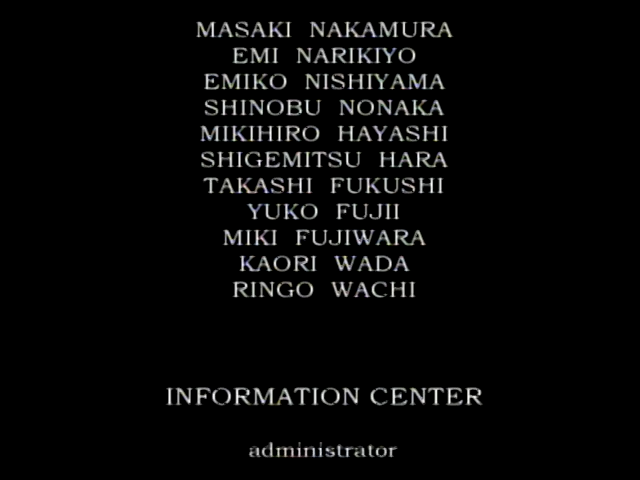 MASAKI NAKAMURA
EMI NARIKIYO
EMIKO NISHIYAMA
SHINOBU NONAKA
MIKIHIRO HAYASHI
SHIGEMITSU HARA
TAKASHI FUKUSHI
YUKO FUJII
MIKI FUJIWARA
KAORI WADA
RINGO WACHI
INFORMATION CENTER
administrator